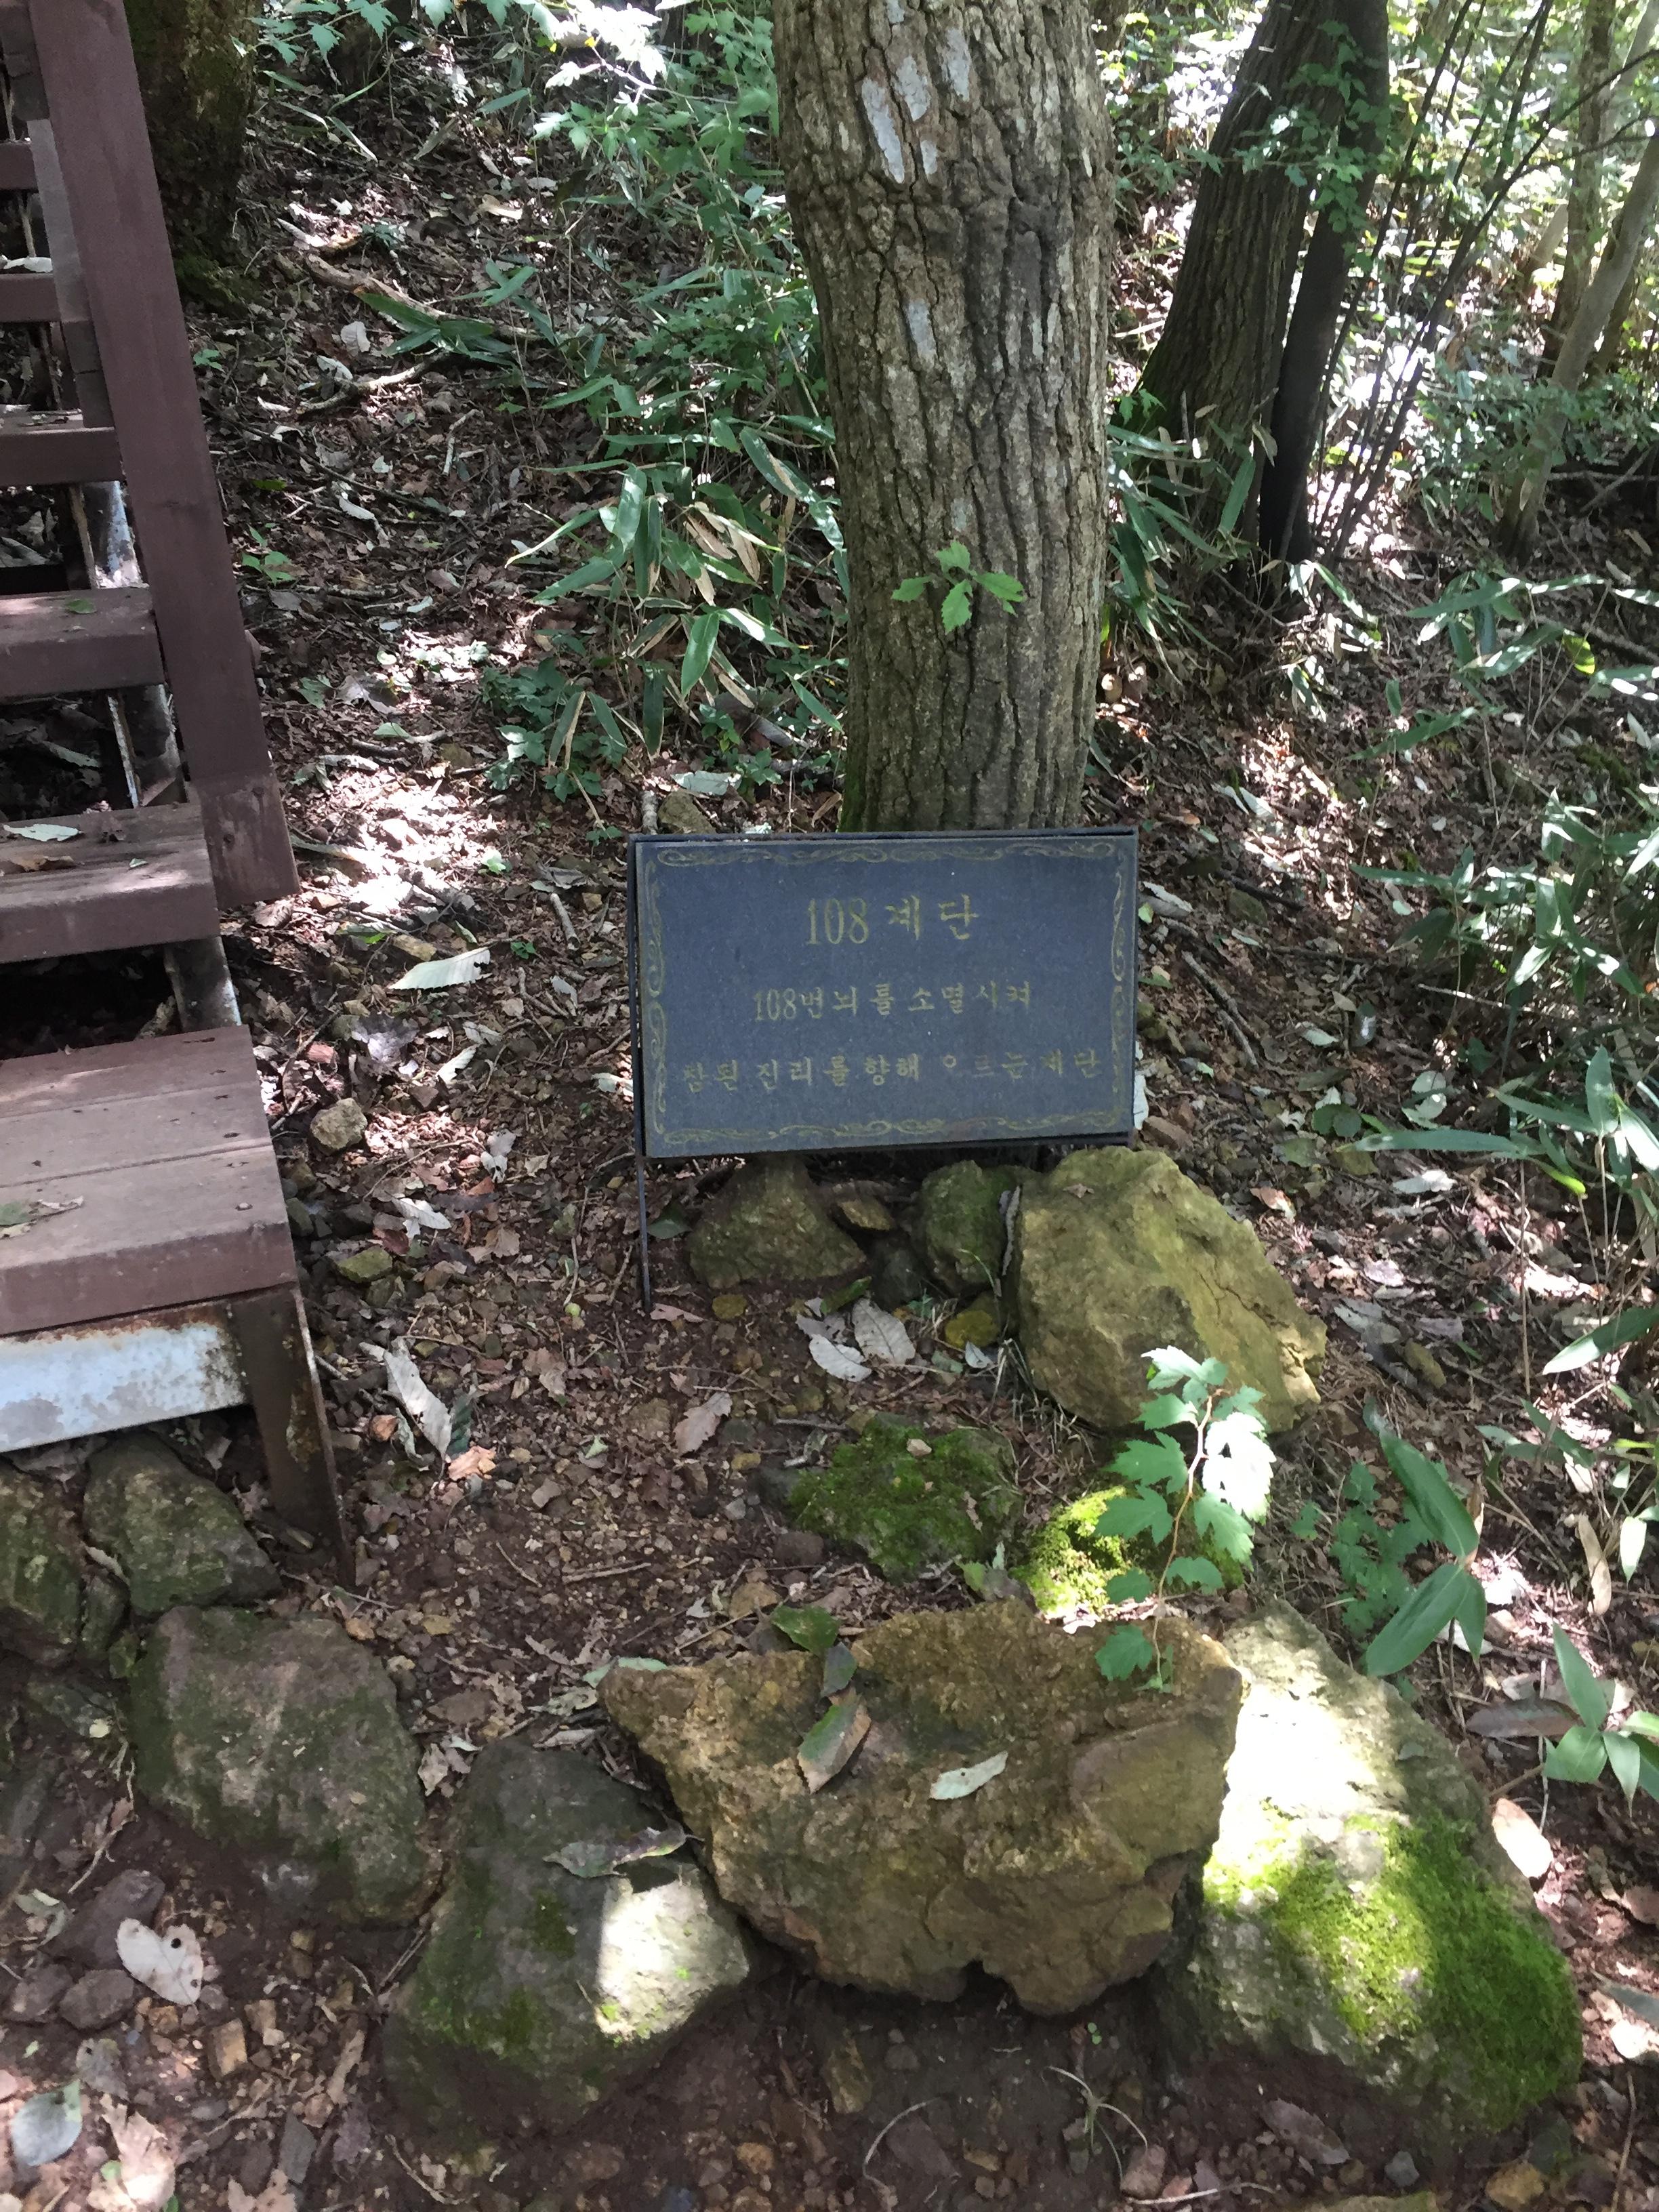 108 계단
108번뇌를 소멸시켜
참된 진리를 향해 오르는 계단